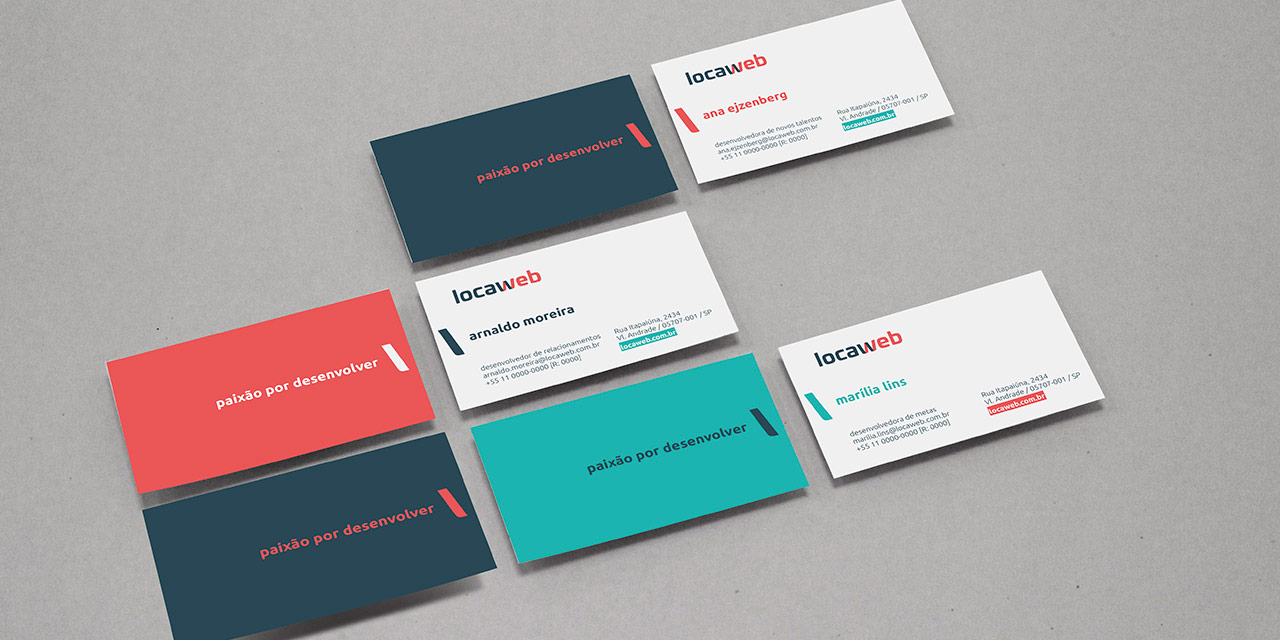 locaweb
ana ejzenberg
desenvolvedora de novos talentos
ana.ejzenberg@locaweb.com.br
+55 11 0000-0000 [R: 0000]
Rua Itapaiúna, 2434
Vl. Andrade / 05707-001 / SP
locaweb.com.br
paixão por desenvolver
locaweb
arnaldo moreira
desenvolvedor de relacionamentos
arnaldo.moreira@locaweb.com.br
+55 11 0000-0000 [R: 0000]
Rua Itapaiúna, 2434
Vl. Andrade / 05707-001 / SP
locaweb.com.br
paixão por desenvolver
locaweb
marília lins
desenvolvedora de metas
marilia.lins@locaweb.com.br
+55 11 0000-0000 [R: 0000]
Rua Itapaiúna, 2434
Vl. Andrade / 05707-001 / SP
locaweb.com.br
paixão por desenvolver
paixão por desenvolver